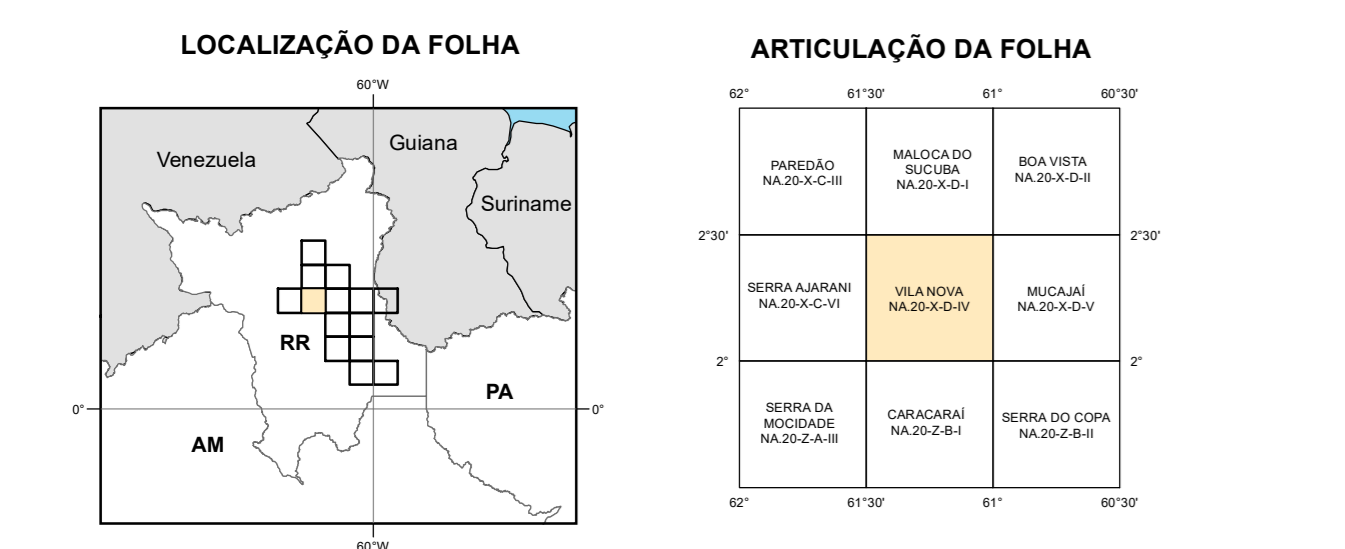 LOCALIZAÇÃO DA FOLHA
60°W
Venezuela
Guiana
Suriname
RR
PA
AM
0°
0°
60°W
ARTICULAÇÃO DA FOLHA
62°
61°30'
61°
60°30'
PAREDÃO
NA.20-X-C-III
MALOCA DO
SUCUBA
NA.20-X-D-I
BOA VISTA
NA.20-X-D-II
2°30'
2°30'
SERRA AJARANI
NA.20-X-C-VI
VILA NOVA
NA.20-X-D-IV
MUCAJAÍ
NA.20-X-D-V
2°
2°
SERRA DA
MOCIDADE
NA.20-Z-A-III
CARACARAÍ
NA.20-Z-B-I
SERRA DO COPA
NA.20-Z-B-II
62°
61°30'
61°
60°30'